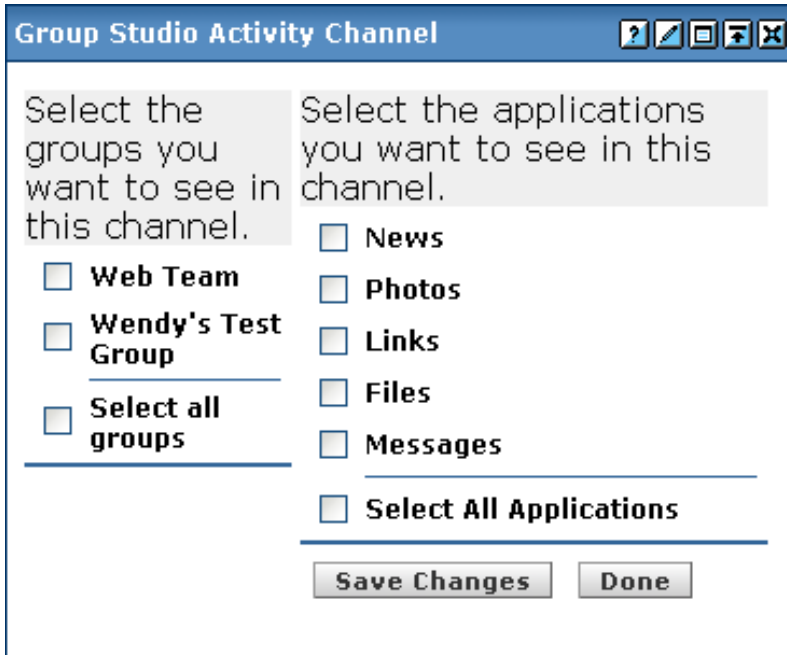 Group Studio Activity Channel
Select the
groups you
want to see in
this channel.
Web Team
Wendy's Test
Group
Select all
groups
Select the applications
you want to see in this
channel.
News
Photos
Links
Files
Messages
Select All Applications
Save Changes
Done